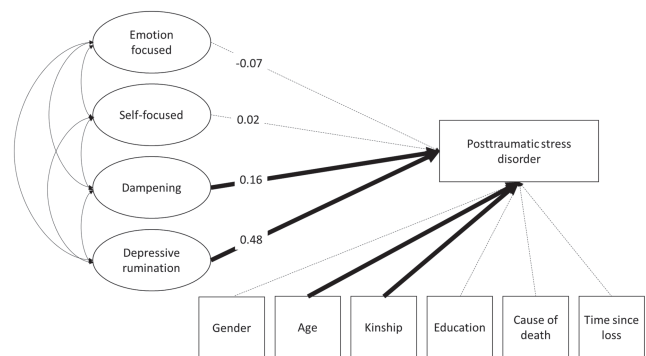 Emotion
focused
-0.07
Self-focused
0.02
Posttraumatic stress
disorder
Dampening
0.16
Depressive
rumination
0.48
Gender
Age
Kinship
Education
Cause of
death
Time since
loss